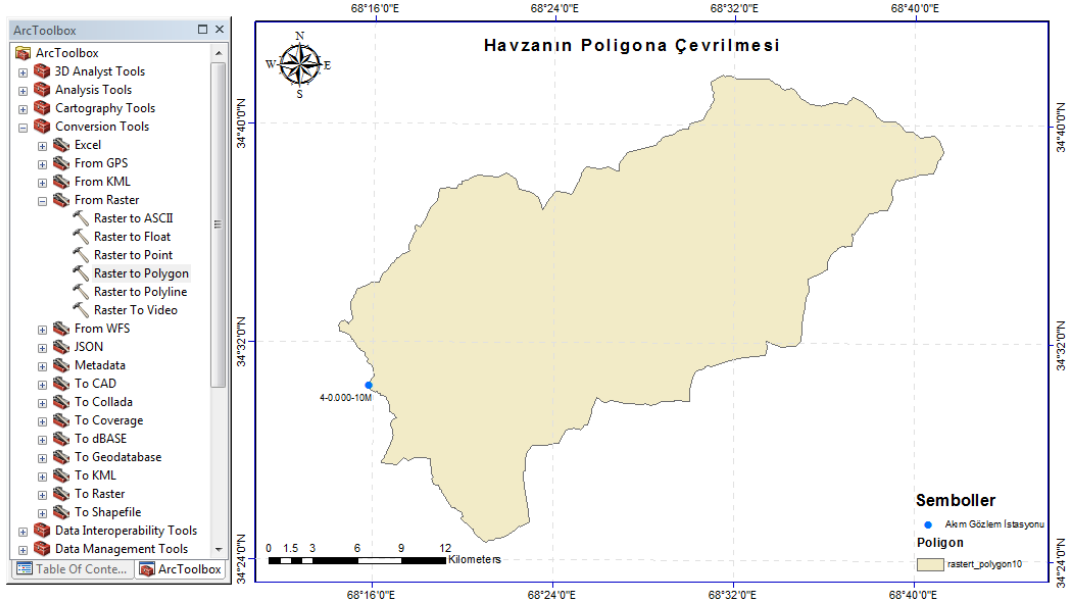 ArcToolbox
ArcToolbox
3D Analyst Tools
Analysis Tools
Cartography Tools
Conversion Tools
Excel
From GPS
From KML
From Raster
Raster to ASCII
Raster to Float
Raster to Point
Raster to Polygon
Raster to Polyline
Raster To Video
From WFS
JSON
Metadata
To CAD
To Collada
To Coverage
To dBASE
To Geodatabase
To KML
To Raster
To Shapefile
Data Interoperability Tools
Data Management Tools
Table Of Conte...
ArcToolbox
68°16'0"E
68°24'0"E
68°32'0"E
68°40'0"E
Havzanın Poligona Çevrilmesi
N
W
E
S
34°40'0"N
34°40'0"N
34°32'0"N
34°32'0"N
4-0.000-10M
Semboller
Akım Gözlem İstasyonu
Poligon
rastert_polygon10
0 1.5 3 6 9 12
Kilometers
34°24'0"N
34°24'0"N
68°16'0"E
68°24'0"E
68°32'0"E
68°40'0"E